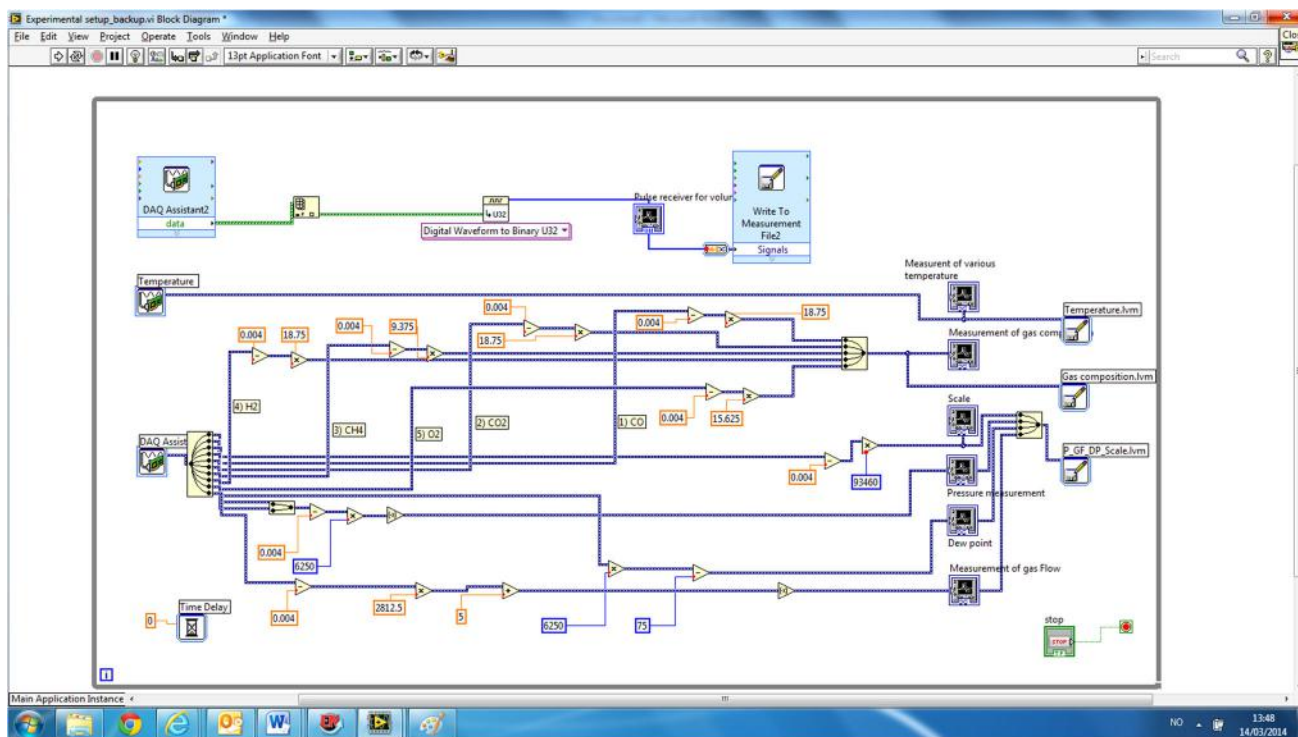 Experimental setup_backup.vi Block Diagram *
File Edit View Project Operate Tools Window Help
13pt Application Font
Search
DAQ Assistant2
data
U32
Digital Waveform to Binary U32
Pulse receiver for volur
Write To
Measurement
File2
Signals
Measurent of various
temperature
Temperature
Temperature.lvm
0.004
18.75
0.004
9.375
0.004
18.75
0.004
18.75
Measurement of gas comp
Gas composition.lvm
4) H2
3) CH4
5) O2
2) CO2
1) CO
0.004
15.625
Scale
DAQ Assist
0.004
93460
P_GF_DP_Scale.lvm
Pressure measurement
0.004
6250
Dew point
Measurement of gas Flow
Time Delay
0
0.004
2812.5
5
6250
75
stop
STOP
i
Main Application Instance
NO
13:48
14/03/2014